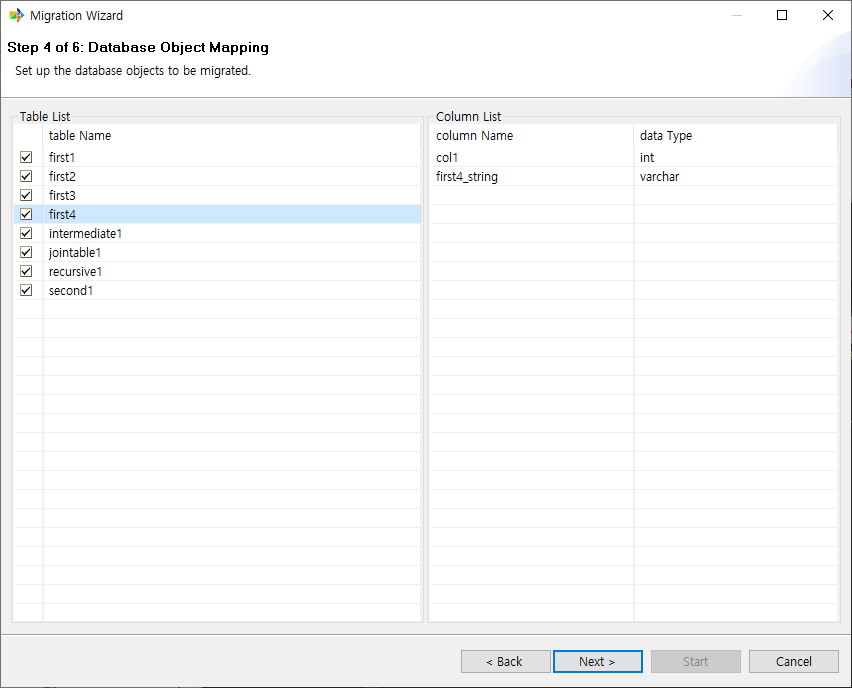 Migration Wizard
Step 4 of 6: Database Object Mapping
Set up the database objects to be migrated.
Table List
table Name
first1
first2
first3
first4
intermediate1
jointable1
recursive1
second1
Column List
column Name data Type
col1 int
first4_string varchar
< Back Next > Start Cancel